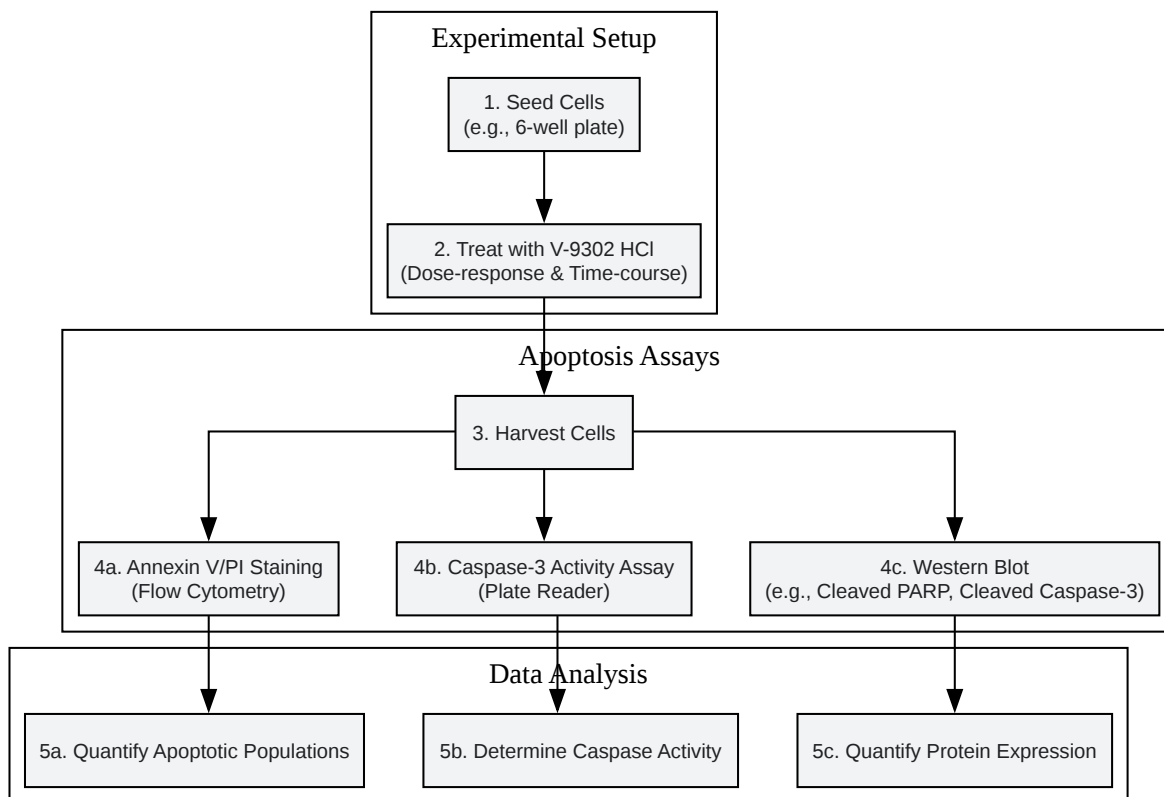 Experimental Setup
1. Seed Cells
(e.g., 6-well plate)
2. Treat with V-9302 HCl
(Dose-response & Time-course)
Apoptosis Assays
3. Harvest Cells
4a. Annexin V/PI Staining
(Flow Cytometry)
4b. Caspase-3 Activity Assay
(Plate Reader)
4c. Western Blot
(e.g., Cleaved PARP, Cleaved Caspase-3)
Data Analysis
5a. Quantify Apoptotic Populations
5b. Determine Caspase Activity
5c. Quantify Protein Expression